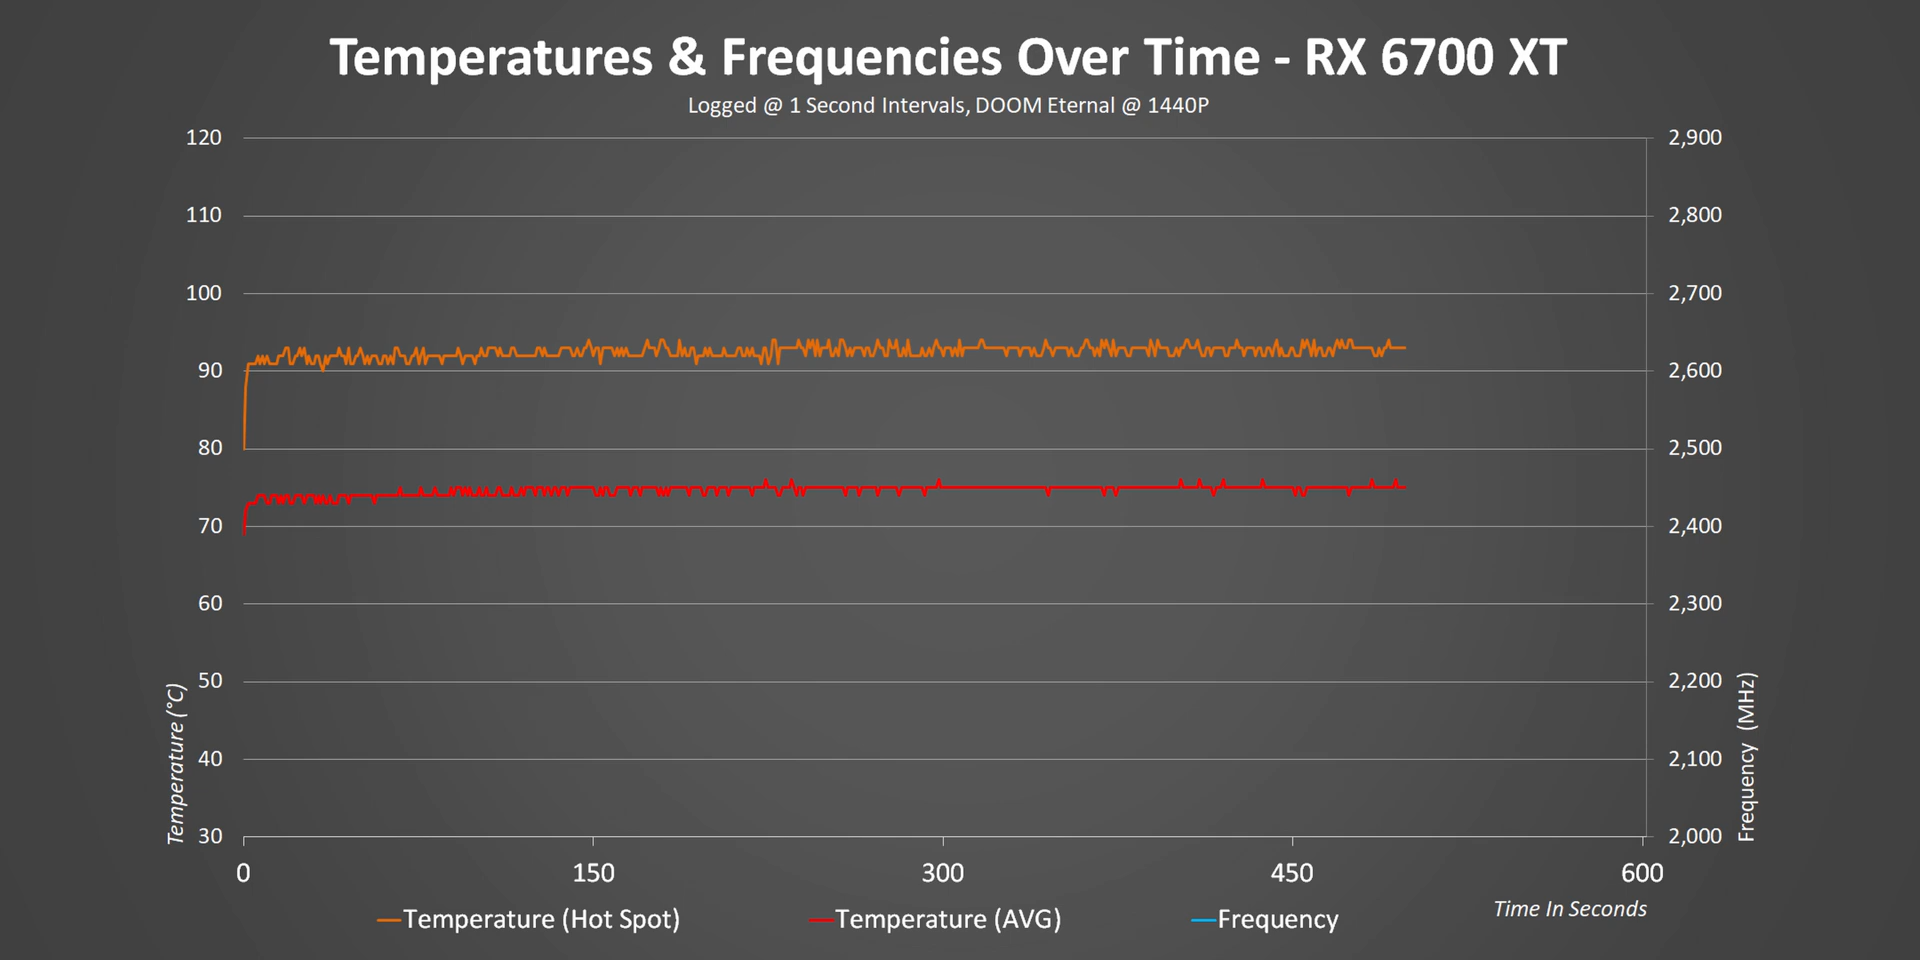 Temperatures & Frequencies Over Time - RX 6700 XT
Logged @ 1 Second Intervals, DOOM Eternal @ 1440P
120
110
100
90
80
70
60
50
40
30
Temperature (°C)
2,900
2,800
2,700
2,600
2,500
2,400
2,300
2,200
2,100
2,000
Frequency (MHz)
0 150 300 450 600
Time In Seconds
Temperature (Hot Spot) Temperature (AVG) Frequency